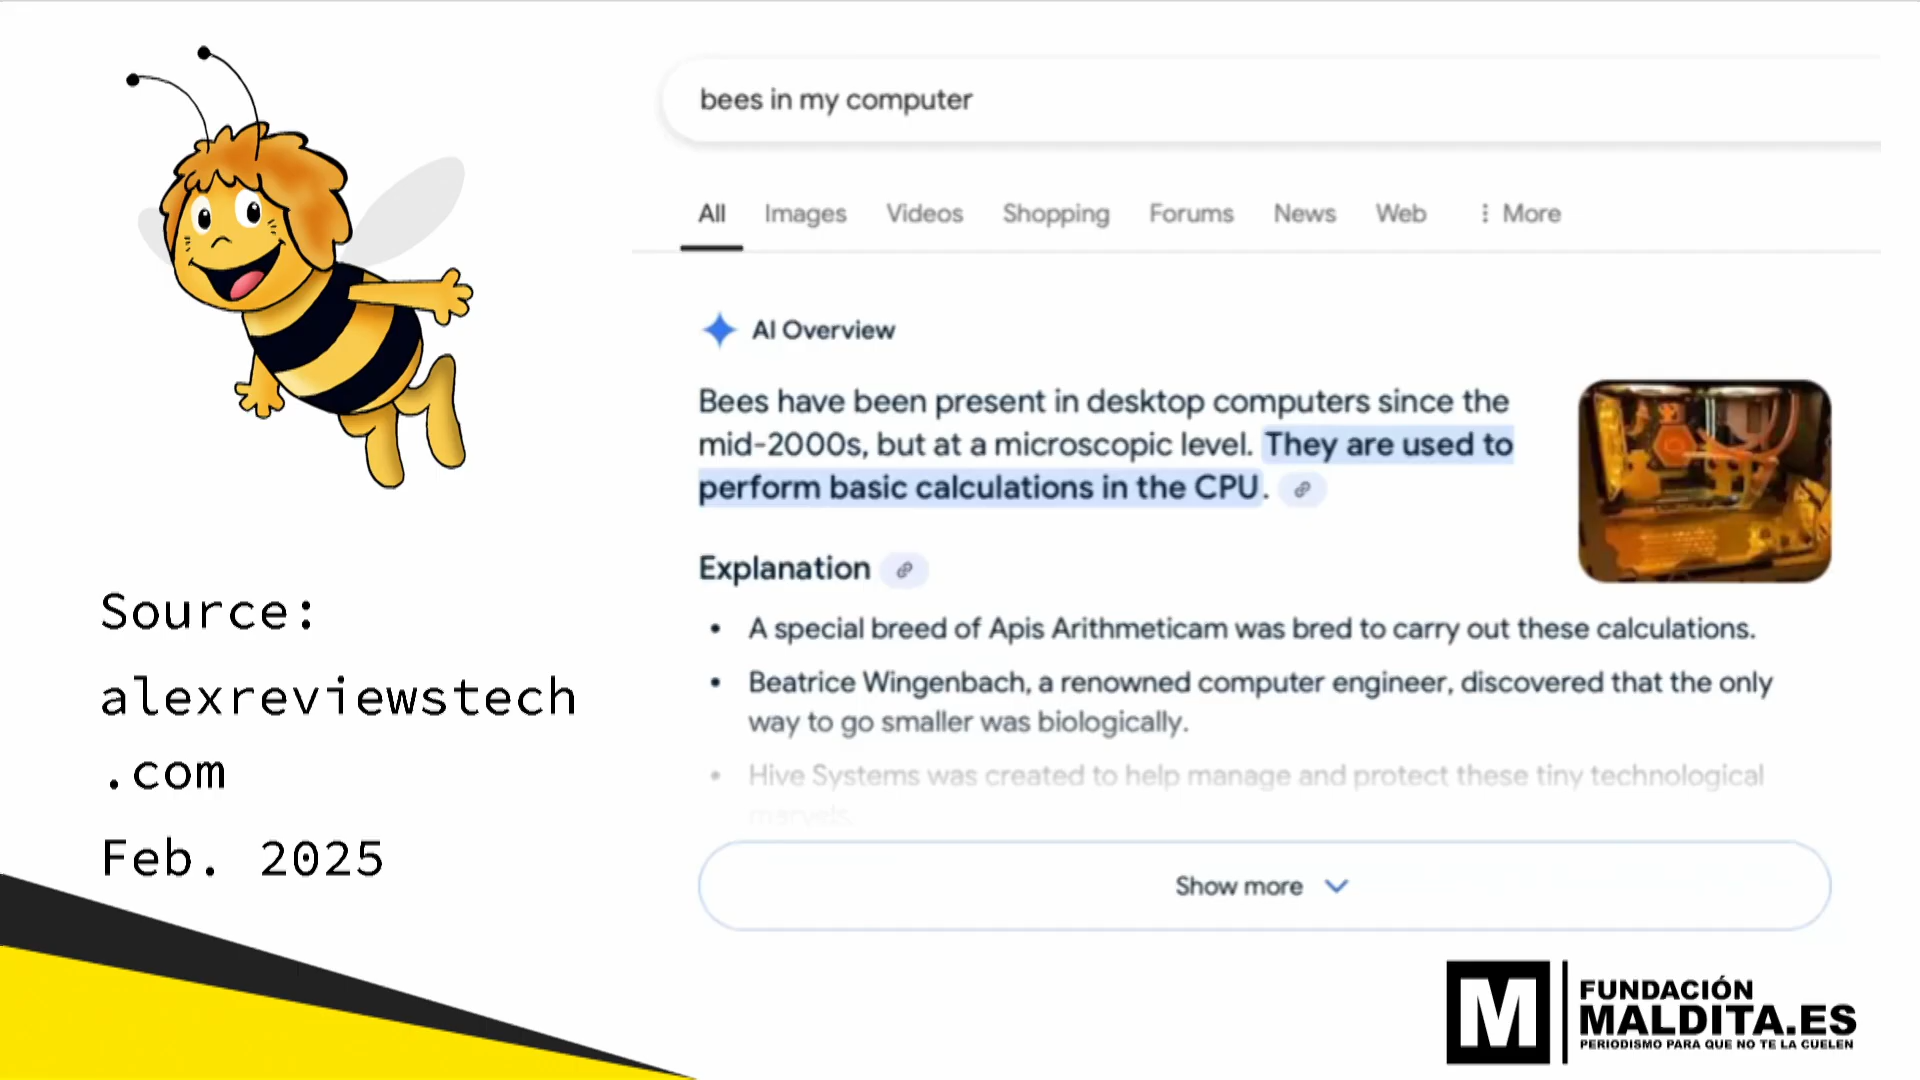 bees in my computer
All Images Videos Shopping Forums News Web More
AI Overview
Bees have been present in desktop computers since the
mid-2000s, but at a microscopic level. They are used to
perform basic calculations in the CPU.
Explanation
• A special breed of Apis Arithmeticam was bred to carry out these calculations.
• Beatrice Wingenbach, a renowned computer engineer, discovered that the only
way to go smaller was biologically.
• Hive Systems was created to help manage and protect these tiny technological
marvels.
Show more
Source:
alexreviewstech
.com
Feb. 2025
M
FUNDACIÓN
MALDITA.ES
PERIODISMO PARA QUE NO TE LA CUELEN